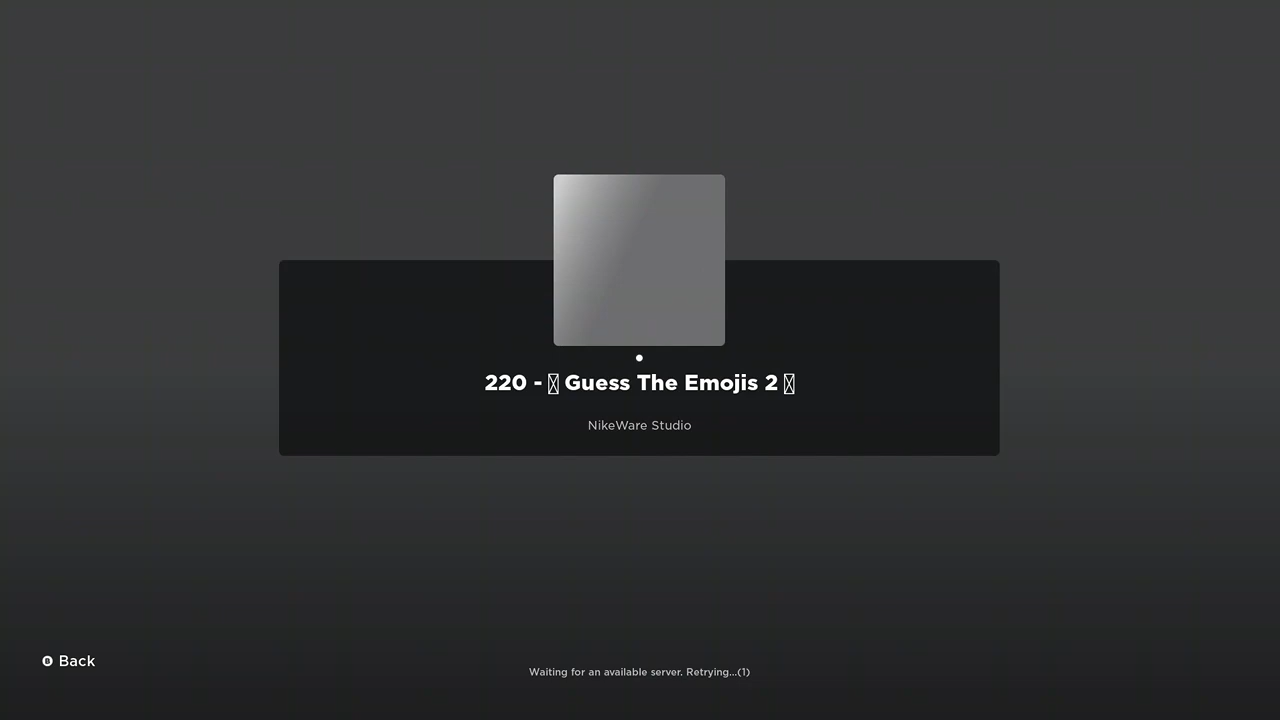 220 - Guess The Emojis 2
NikeWare Studio
B Back
Waiting for an available server. Retrying...(1)